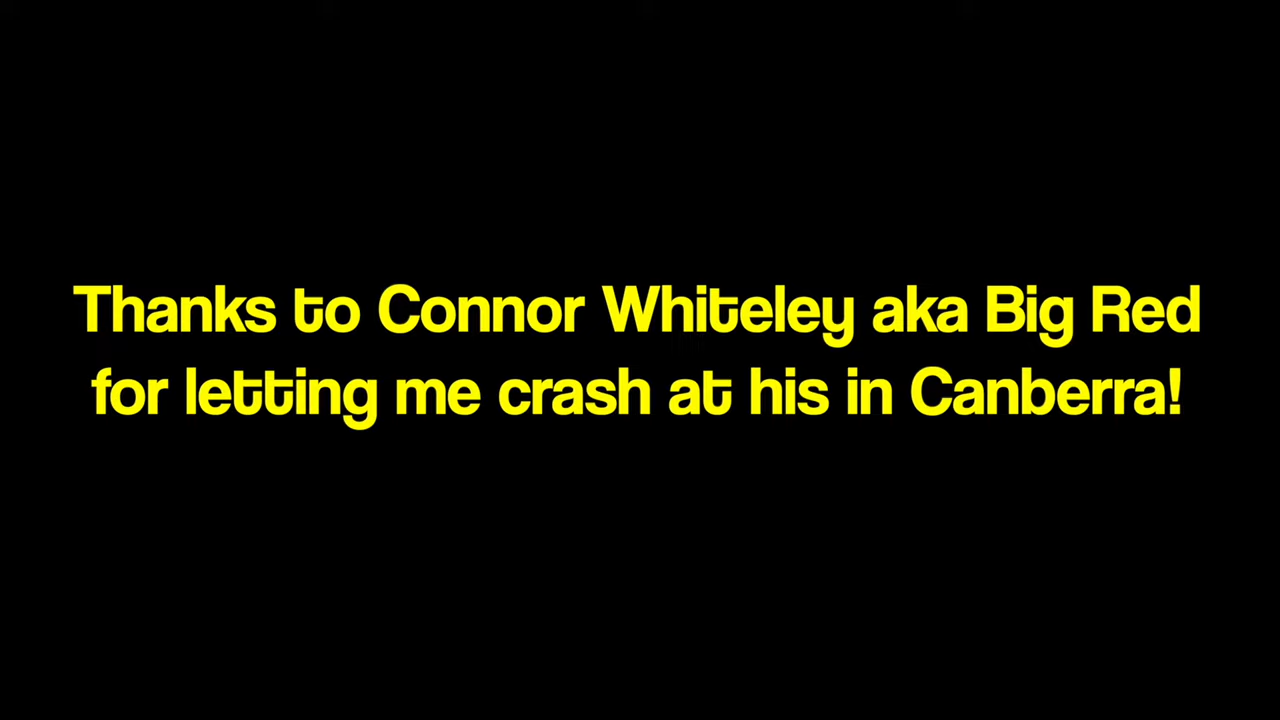 Thanks to Connor Whiteley aka Big Red
for letting me crash at his in Canberra!